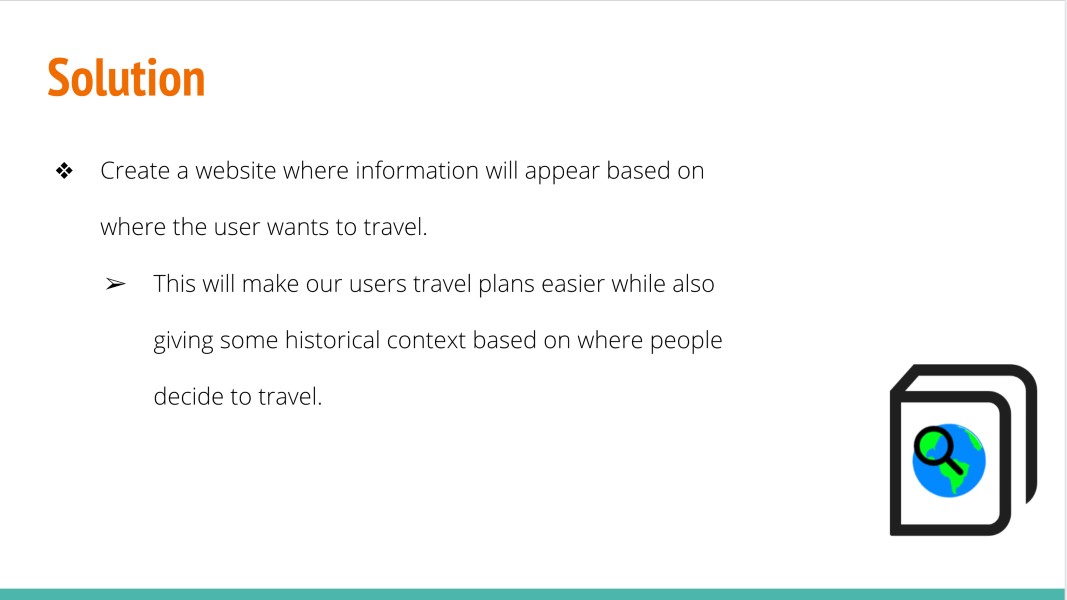 Solution
❖ Create a website where information will appear based on
where the user wants to travel.
➢ This will make our users travel plans easier while also
giving some historical context based on where people
decide to travel.